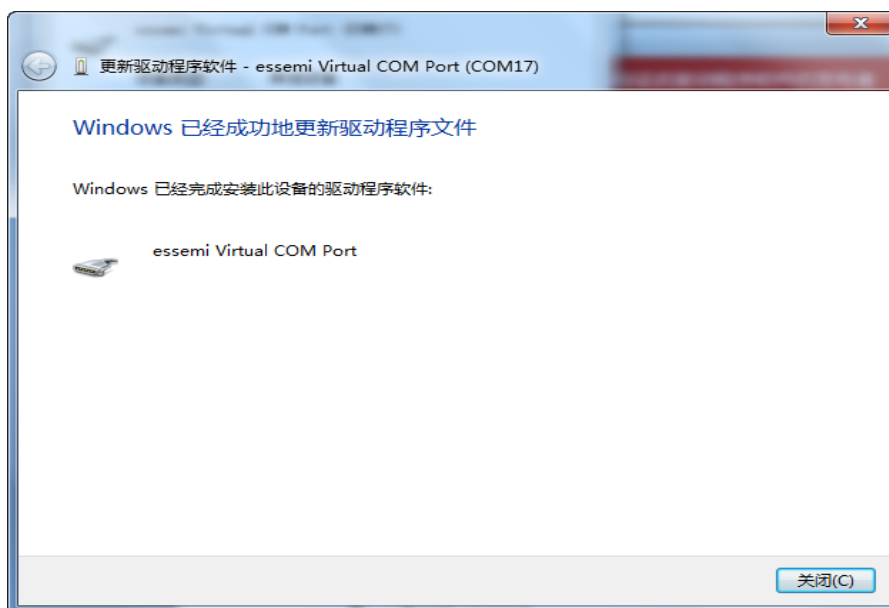 更新驱动程序软件 - essemi Virtual COM Port (COM17)
Windows 已经成功地更新驱动程序文件
Windows 已经完成安装此设备的驱动程序软件:
essemi Virtual COM Port
关闭(C)